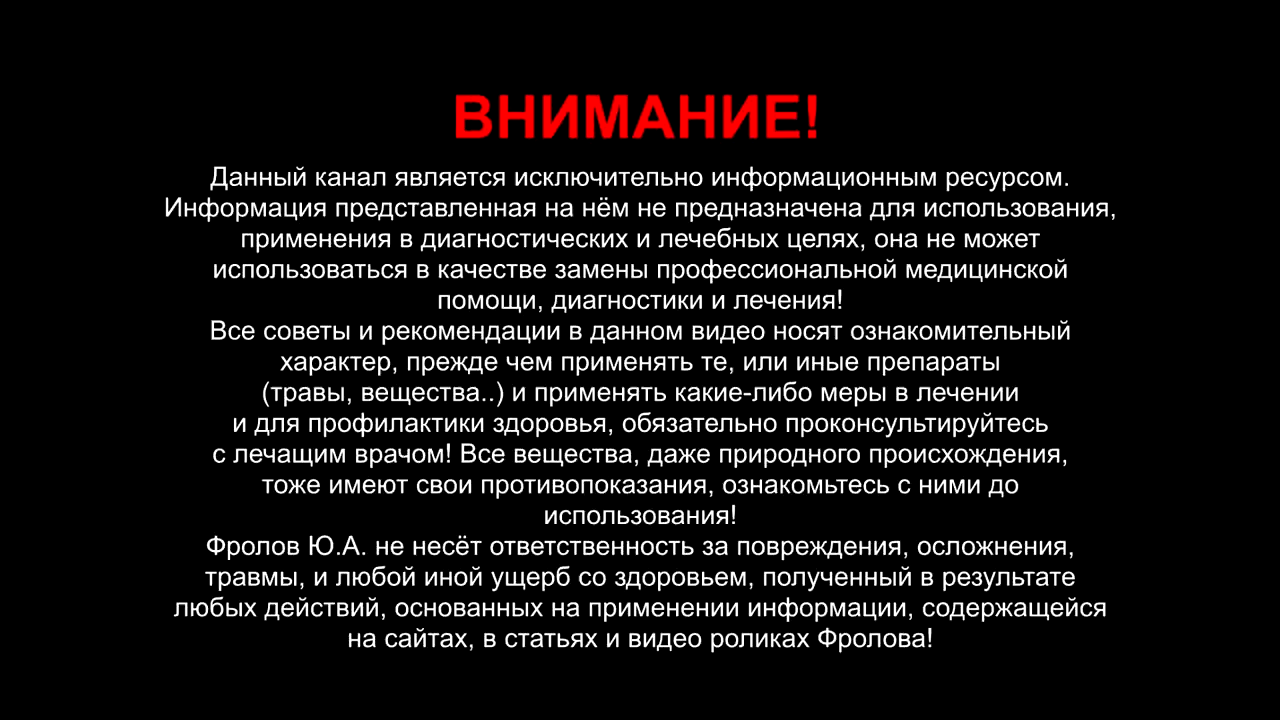 ВНИМАНИЕ!
Данный канал является исключительно информационным ресурсом.
Информация представленная на нём не предназначена для использования,
применения в диагностических и лечебных целях, она не может
использоваться в качестве замены профессиональной медицинской
помощи, диагностики и лечения!
Все советы и рекомендации в данном видео носят ознакомительный
характер, прежде чем применять те, или иные препараты
(травы, вещества..) и применять какие-либо меры в лечении
и для профилактики здоровья, обязательно проконсультируйтесь
с лечащим врачом! Все вещества, даже природного происхождения,
тоже имеют свои противопоказания, ознакомьтесь с ними до
использования!
Фролов Ю.А. не несёт ответственность за повреждения, осложнения,
травмы, и любой иной ущерб со здоровьем, полученный в результате
любых действий, основанных на применении информации, содержащейся
на сайтах, в статьях и видео роликах Фролова!